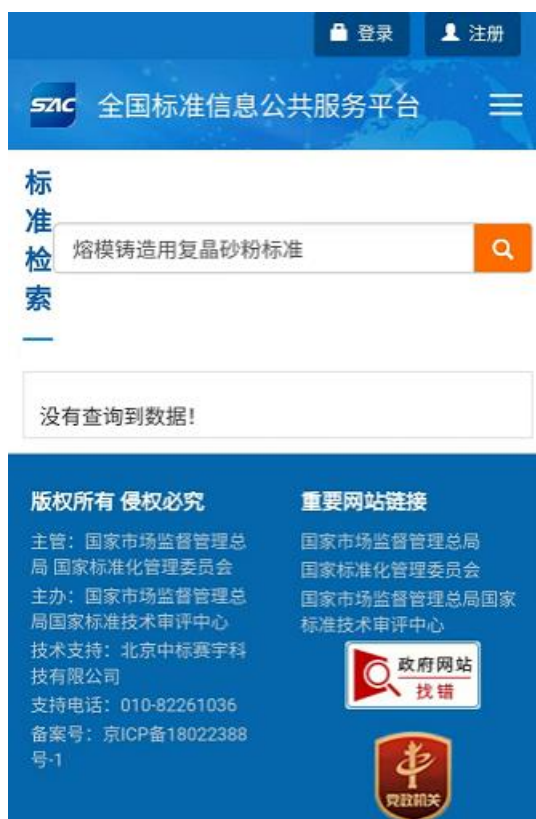 登录 注册
SAC 全国标准信息公共服务平台
标准检索
熔模铸造用复晶砂粉标准
没有查询到数据！
版权所有 侵权必究
主管：国家市场监督管理总
局 国家标准化管理委员会
主办：国家市场监督管理总
局国家标准技术审评中心
技术支持：北京中标赛宇科
技有限公司
支持电话：010-82261036
备案号：京ICP备18022388
号-1
重要网站链接
国家市场监督管理总局
国家标准化管理委员会
国家市场监督管理总局国家
标准技术审评中心
政府网站
找错
党政机关